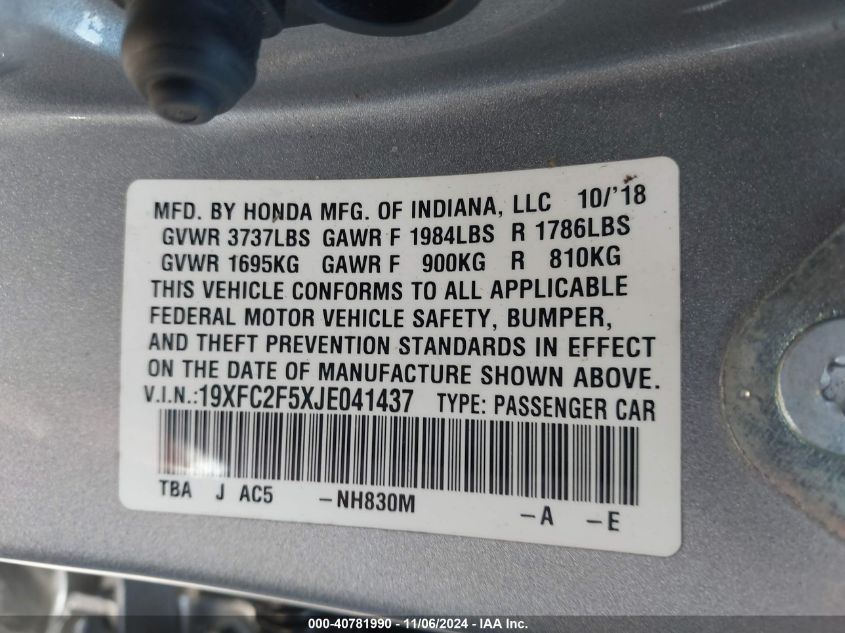 MFD. BY HONDA MFG. OF INDIANA, LLC 10/'18
GVWR 3737LBS GAWR F 1984LBS R 1786LBS
GVWR 1695KG GAWR F 900KG R 810KG
THIS VEHICLE CONFORMS TO ALL APPLICABLE
FEDERAL MOTOR VEHICLE SAFETY, BUMPER,
AND THEFT PREVENTION STANDARDS IN EFFECT
ON THE DATE OF MANUFACTURE SHOWN ABOVE.
V.I.N.:19XFC2F5XJE041437 TYPE: PASSENGER CAR
TBA J AC5 –NH830M –A –E
000-40781990 - 11/06/2024 - IAA Inc.